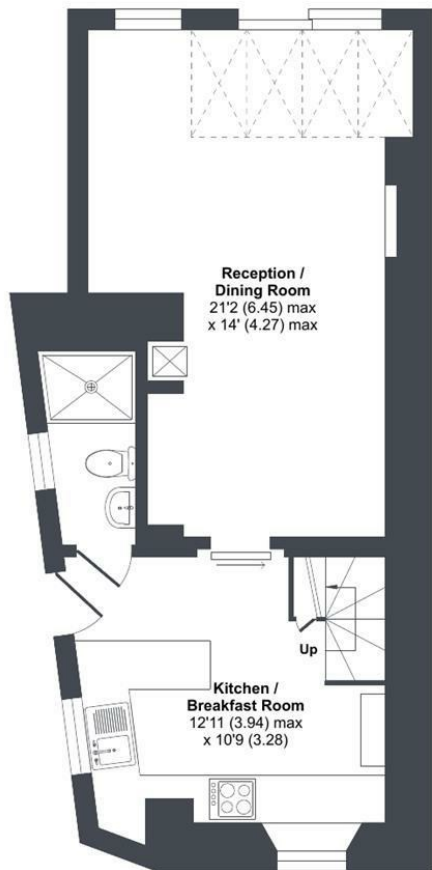 Reception /
Dining Room
21'2 (6.45) max
x 14' (4.27) max
Up
Kitchen /
Breakfast Room
12'11 (3.94) max
x 10'9 (3.28)